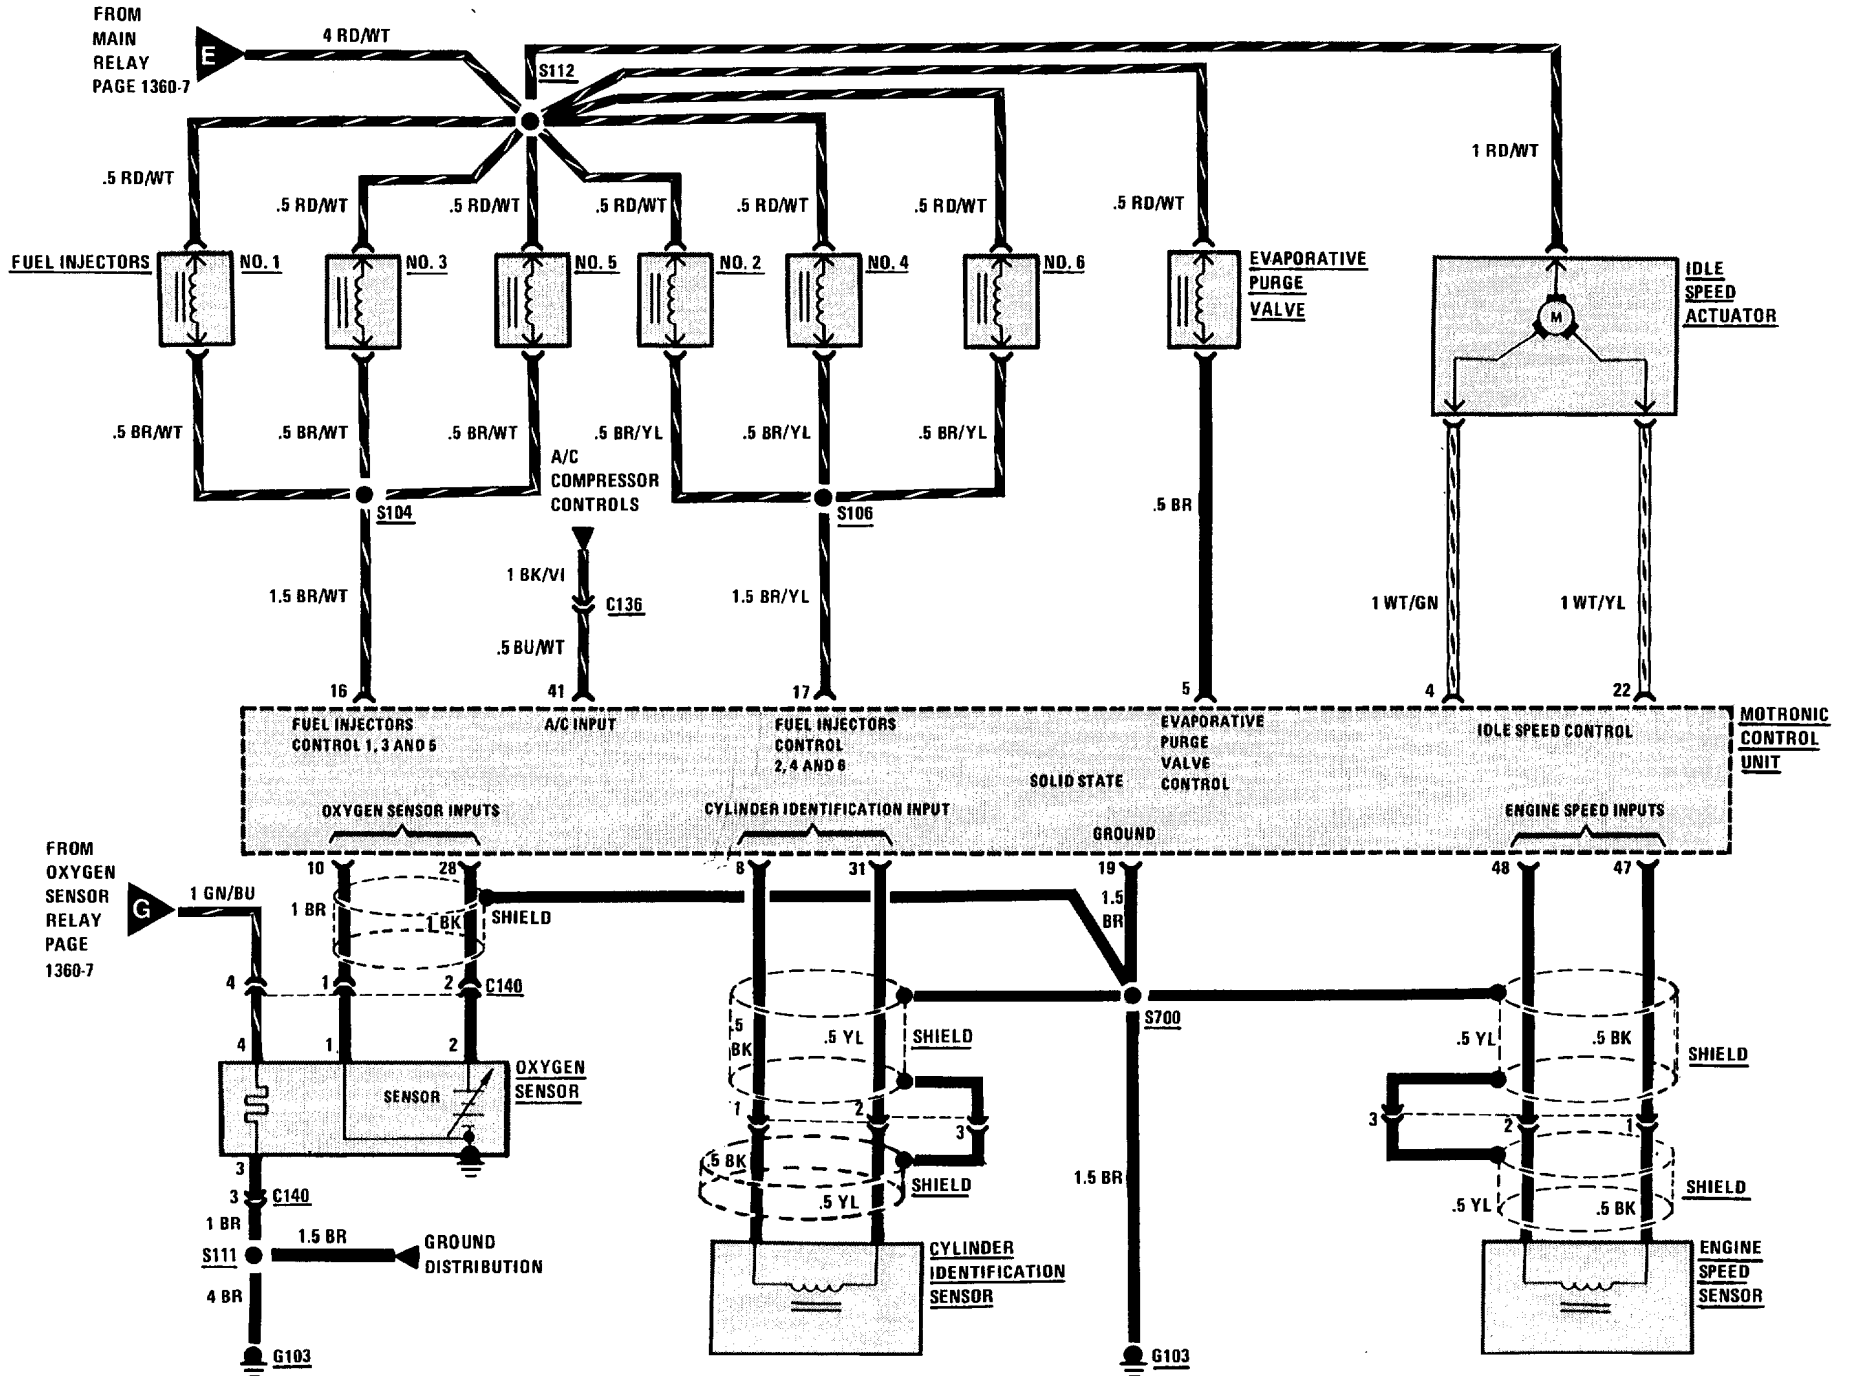 FROM
MAIN
RELAY
PAGE 1360-7
E
4 RD/WT
S112
.5 RD/WT
.5 RD/WT
.5 RD/WT
.5 RD/WT
.5 RD/WT
.5 RD/WT
.5 RD/WT
1 RD/WT
FUEL INJECTORS
NO. 1
NO. 3
NO. 5
NO. 2
NO. 4
NO. 6
EVAPORATIVE
PURGE
VALVE
M
IDLE
SPEED
ACTUATOR
.5 BR/WT
.5 BR/WT
.5 BR/WT
.5 BR/YL
.5 BR/YL
.5 BR/YL
A/C
COMPRESSOR
CONTROLS
S104
S106
.5 BR
1.5 BR/WT
1 BK/VI
C136
.5 BU/WT
1.5 BR/YL
1 WT/GN
1 WT/YL
16
41
17
5
4
22
FUEL INJECTORS
CONTROL 1, 3 AND 5
A/C INPUT
FUEL INJECTORS
CONTROL
2, 4 AND 6
SOLID STATE
EVAPORATIVE
PURGE
VALVE
CONTROL
IDLE SPEED CONTROL
MOTRONIC
CONTROL
UNIT
OXYGEN SENSOR INPUTS
CYLINDER IDENTIFICATION INPUT
GROUND
ENGINE SPEED INPUTS
10
28
8
31
19
48
47
FROM
OXYGEN
SENSOR
RELAY
PAGE
1360-7
G
1 GN/BU
1 BR
1 BK
SHIELD
1.5
BR
4
1
2
C140
4
1
2
OXYGEN
SENSOR
SENSOR
.5
BK
.5 YL
SHIELD
S700
.5 YL
.5 BK
SHIELD
1
2
3
3
2
1
.5 BK
.5 YL
SHIELD
1.5 BR
.5 YL
.5 BK
SHIELD
3
3
C140
1 BR
S111
1.5 BR
GROUND
DISTRIBUTION
4 BR
G103
CYLINDER
IDENTIFICATION
SENSOR
G103
ENGINE
SPEED
SENSOR